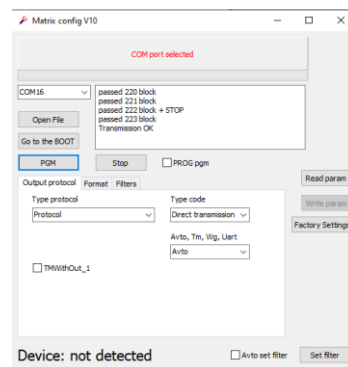 Matrix config V10
COM port selected
COM16
passed 220 block
passed 221 block
passed 222 block + STOP
passed 223 block
Transmission OK
Open File
Go to the BOOT
PGM
Stop
PROG pgm
Read param
Output protocol Format Filters
Write param
Type protocol
Type code
Protocol
Direct transmission
Factory Settings
Avto, Tm, Wg, Uart
Avto
TMWithOut_1
Device: not detected
Avto set filter
Set filter